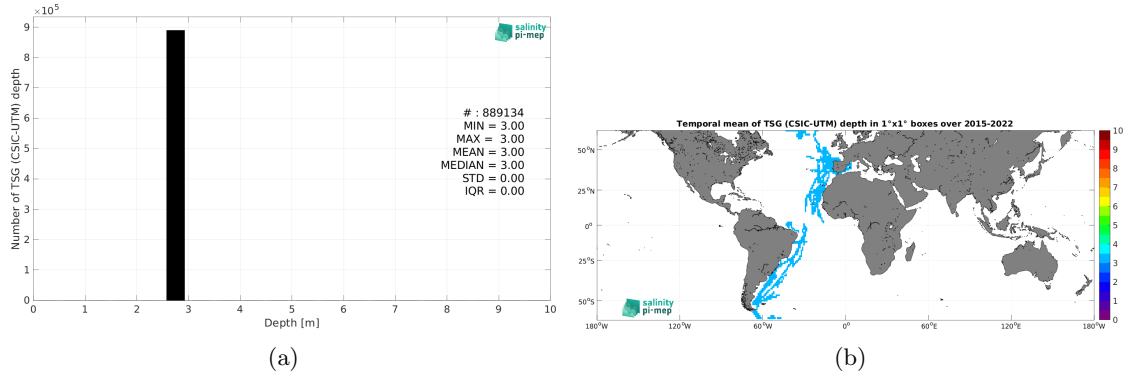 ×10⁵
9
8
7
6
5
4
3
2
1
0
Number of TSG (CSIC-UTM) depth
salinity
pi-mep
# : 889134
MIN = 3.00
MAX = 3.00
MEAN = 3.00
MEDIAN = 3.00
STD = 0.00
IQR = 0.00
0 1 2 3 4 5 6 7 8 9 10
Depth [m]
(a)
Temporal mean of TSG (CSIC-UTM) depth in 1°x1° boxes over 2015-2022
50°N
25°N
0°
25°S
50°S
salinity
pi-mep
180°W 120°W 60°W 0° 60°E 120°E 180°W
10
9
8
7
6
5
4
3
2
1
0
(b)